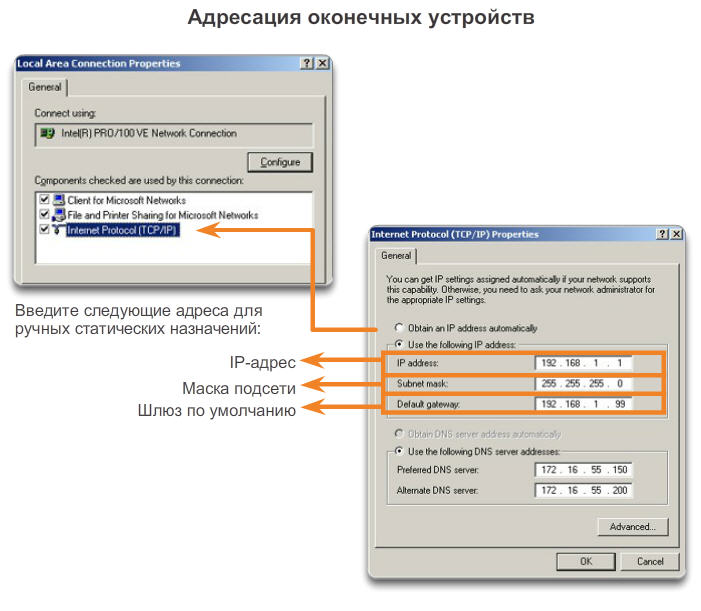 Адресация оконечных устройств
Local Area Connection Properties
General
Connect using:
Intel(R) PRO/100 VE Network Connection
Configure
Components checked are used by this connection:
Client for Microsoft Networks
File and Printer Sharing for Microsoft Networks
Internet Protocol (TCP/IP)
Введите следующие адреса для
ручных статических назначений:
IP-адрес
Маска подсети
Шлюз по умолчанию
Internet Protocol (TCP/IP) Properties
General
You can get IP settings assigned automatically if your network supports
this capability. Otherwise, you need to ask your network administrator for
the appropriate IP settings.
Obtain an IP address automatically
Use the following IP address:
IP address: 192 . 168 . 1 . 1
Subnet mask: 255 . 255 . 255 . 0
Default gateway: 192 . 168 . 1 . 99
Obtain DNS server address automatically
Use the following DNS server addresses:
Preferred DNS server: 172 . 16 . 55 . 150
Alternate DNS server: 172 . 16 . 55 . 200
Advanced...
OK Cancel